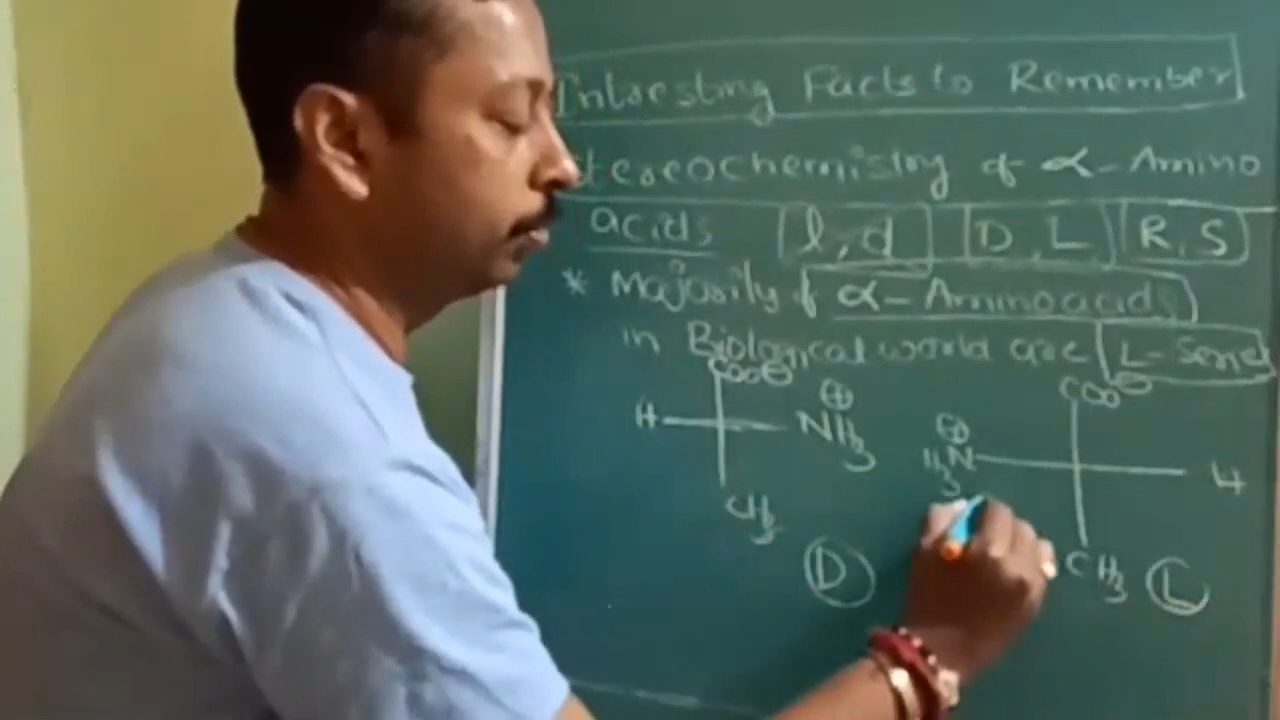 Interesting Facts to Remember
Stereochemistry of α-Amino
acids l,d D,L R,S
* Majority of α-Aminoacids
in Biological world are L-Series
COO⊖ COO⊖
H NH3 ⊕ ⊕ H3N H
CH3 CH3
D L